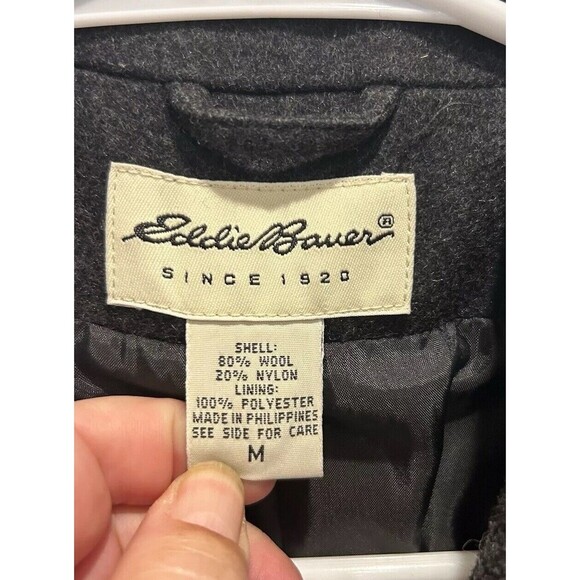 Eddie Bauer®
SINCE 1920
SHELL:
80% WOOL
20% NYLON
LINING:
100% POLYESTER
MADE IN PHILIPPINES
SEE SIDE FOR CARE
M